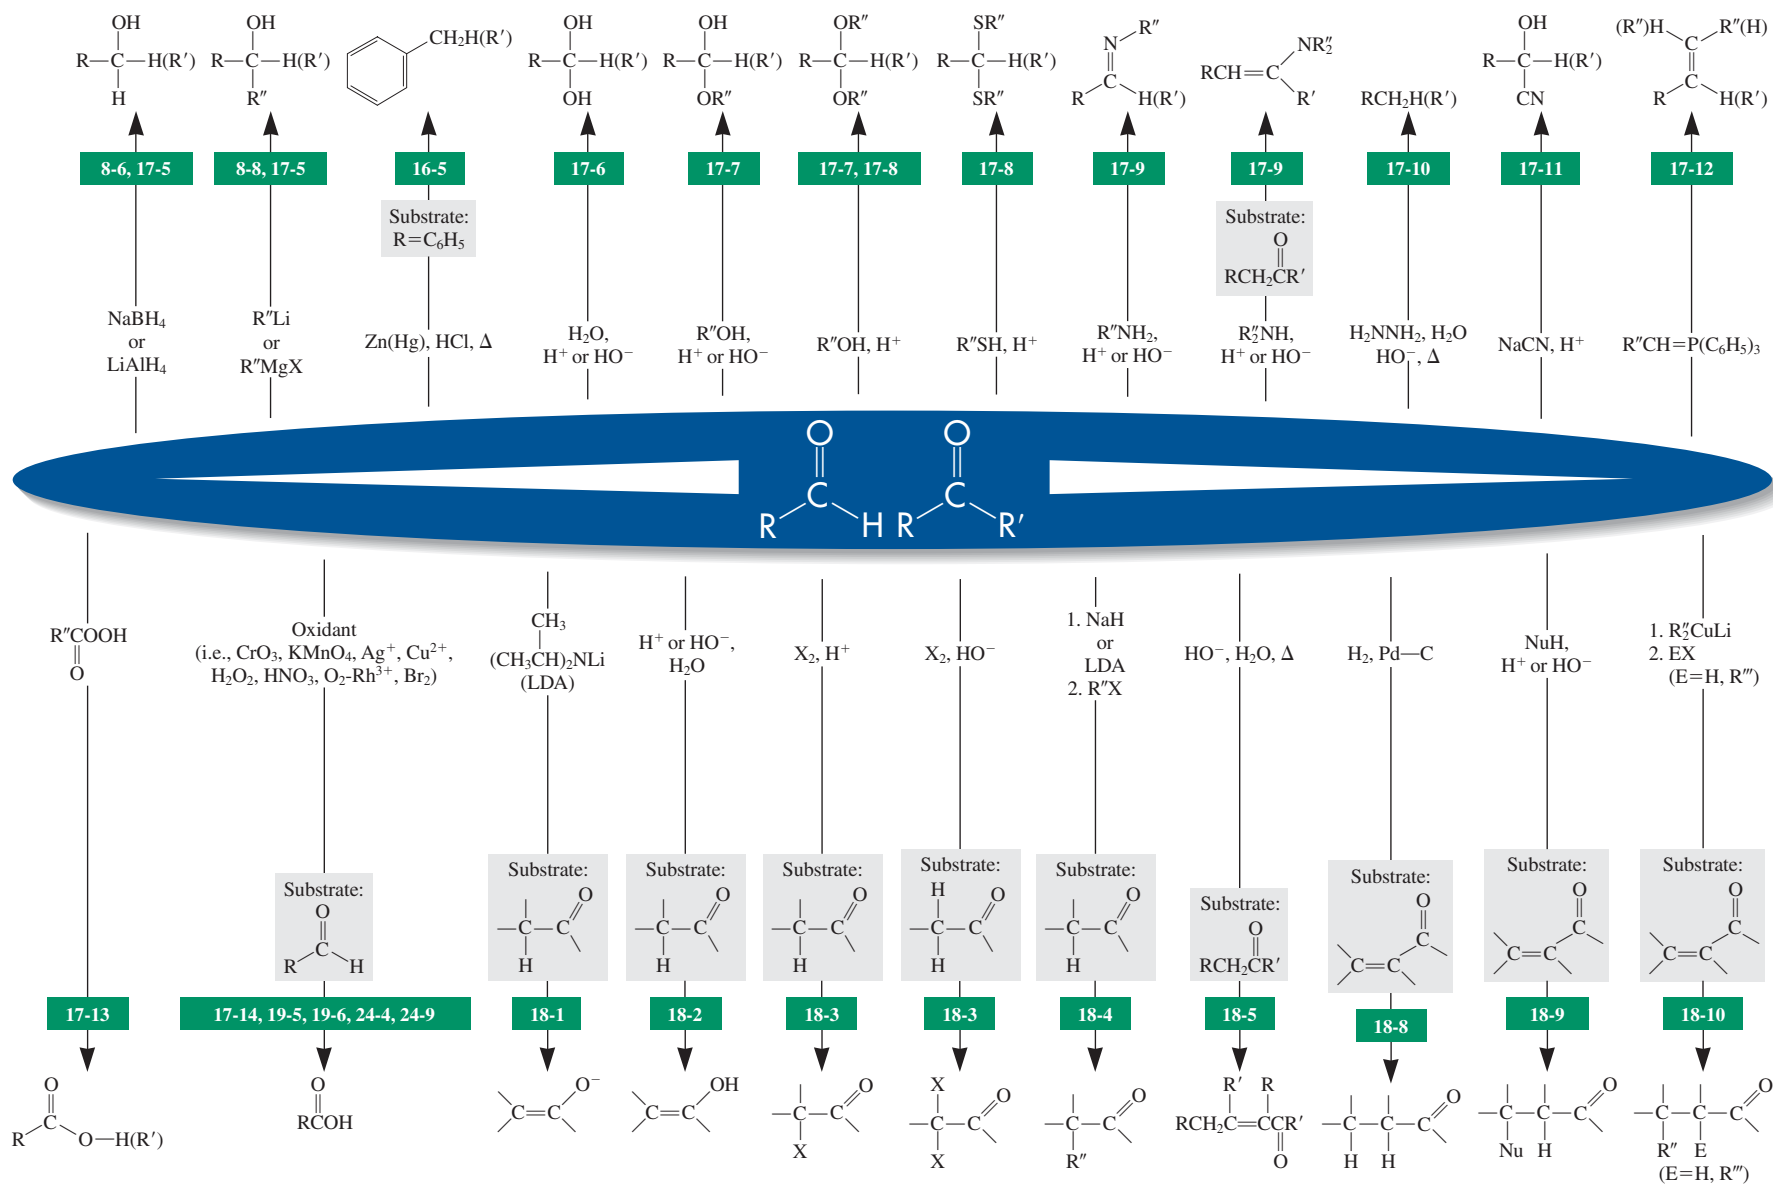 OH
R—C—H(R′)
H
OH
R—C—H(R′)
R″
CH₂H(R′)
OH
R—C—H(R′)
OH
OH
R—C—H(R′)
OR″
OR″
R—C—H(R′)
OR″
SR″
R—C—H(R′)
SR″
N—R″
C
R H(R′)
NR₂″
RCH=C
R′
RCH₂H(R′)
OH
R—C—H(R′)
CN
(R″)H R″(H)
C
C
R H(R′)
8-6, 17-5
8-8, 17-5
16-5
17-6
17-7
17-7, 17-8
17-8
17-9
17-9
17-10
17-11
17-12
Substrate:
R=C₆H₅
Substrate:
O
RCH₂CR′
NaBH₄
or
LiAlH₄
R″Li
or
R″MgX
Zn(Hg), HCl, Δ
H₂O,
H⁺ or HO⁻
R″OH,
H⁺ or HO⁻
R″OH, H⁺
R″SH, H⁺
R″NH₂,
H⁺ or HO⁻
R₂″NH,
H⁺ or HO⁻
H₂NNH₂, H₂O
HO⁻, Δ
NaCN, H⁺
R″CH=P(C₆H₅)₃
O
C
R H
O
C
R R′
R″COOH
O
Oxidant
(i.e., CrO₃, KMnO₄, Ag⁺, Cu²⁺,
H₂O₂, HNO₃, O₂-Rh³⁺, Br₂)
CH₃
(CH₃CH)₂NLi
(LDA)
H⁺ or HO⁻,
H₂O
X₂, H⁺
X₂, HO⁻
1. NaH
or
LDA
2. R″X
HO⁻, H₂O, Δ
H₂, Pd—C
NuH,
H⁺ or HO⁻
1. R₂″CuLi
2. EX
(E=H, R‴)
Substrate:
O
C
R H
Substrate:
O
C—C
H
Substrate:
O
C—C
H
Substrate:
O
C—C
H
Substrate:
H O
C—C
H
Substrate:
O
C—C
H
Substrate:
O
RCH₂CR′
Substrate:
O
C
C=C
Substrate:
O
C
C=C
Substrate:
O
C
C=C
17-13
17-14, 19-5, 19-6, 24-4, 24-9
18-1
18-2
18-3
18-3
18-4
18-5
18-8
18-9
18-10
O
C
R O—H(R′)
O
RCOH
O⁻
C=C
OH
C=C
O
C—C
X
X O
C—C
X
O
C—C
R″
R′ R
RCH₂C=CCR′
O
O
C—C—C
H H
O
C—C—C
Nu H
O
C—C—C
R″ E
(E=H, R‴)